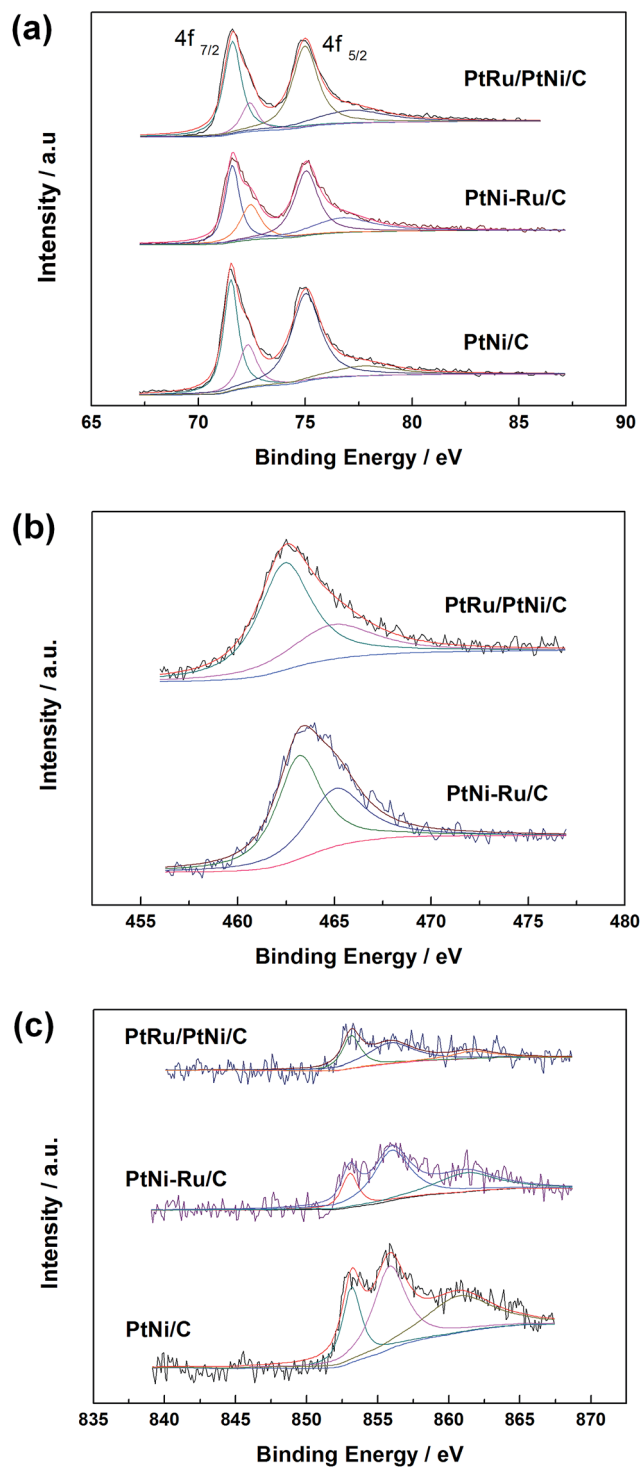 (a)
4f 7/2
4f 5/2
PtRu/PtNi/C
PtNi-Ru/C
PtNi/C
Intensity / a.u
65 70 75 80 85 90
Binding Energy / eV
(b)
PtRu/PtNi/C
PtNi-Ru/C
Intensity / a.u.
455 460 465 470 475 480
Binding Energy / eV
(c)
PtRu/PtNi/C
PtNi-Ru/C
PtNi/C
Intensity / a.u.
835 840 845 850 855 860 865 870
Binding Energy / eV